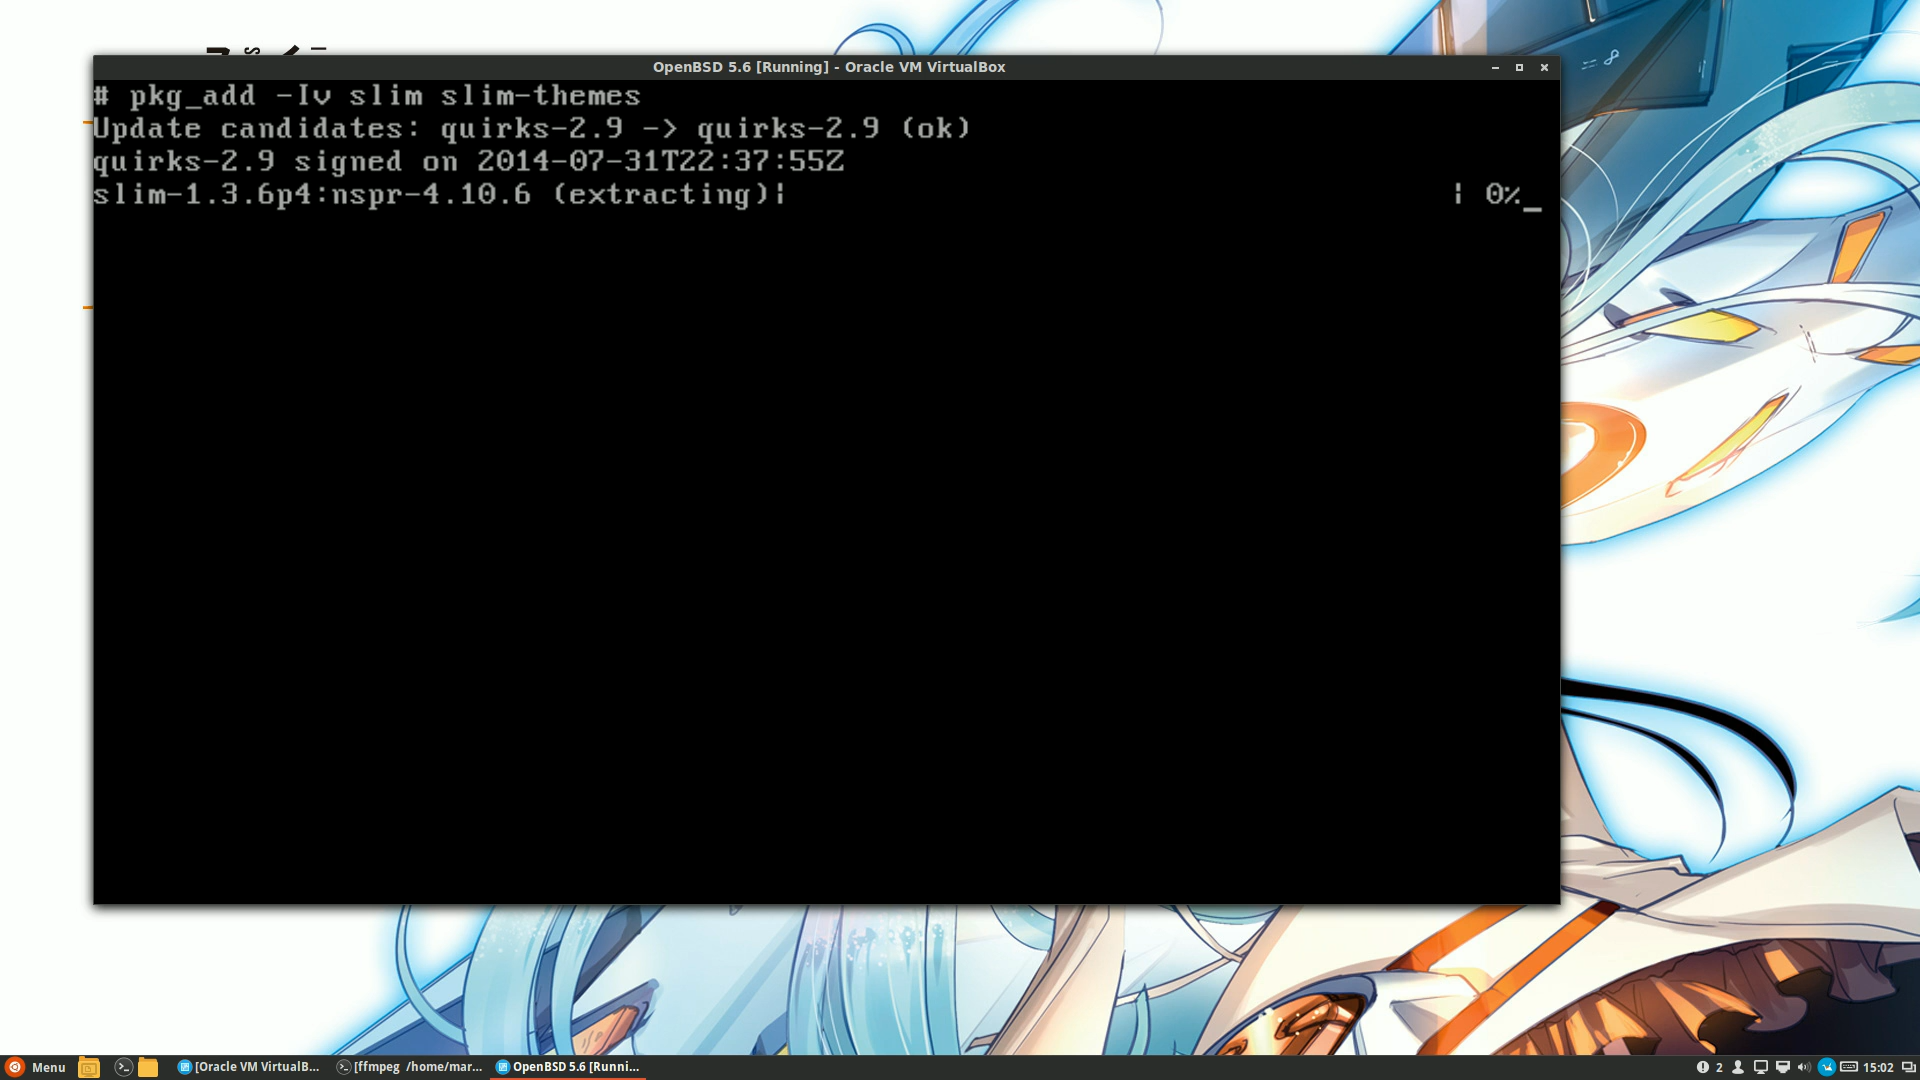 OpenBSD 5.6 [Running] - Oracle VM VirtualBox
# pkg_add -Iv slim slim-themes
Update candidates: quirks-2.9 -> quirks-2.9 (ok)
quirks-2.9 signed on 2014-07-31T22:37:55Z
slim-1.3.6p4:nspr-4.10.6 (extracting)| | 0%_
Menu
[Oracle VM VirtualB...
[ffmpeg /home/mar...
OpenBSD 5.6 [Runni...
2
15:02